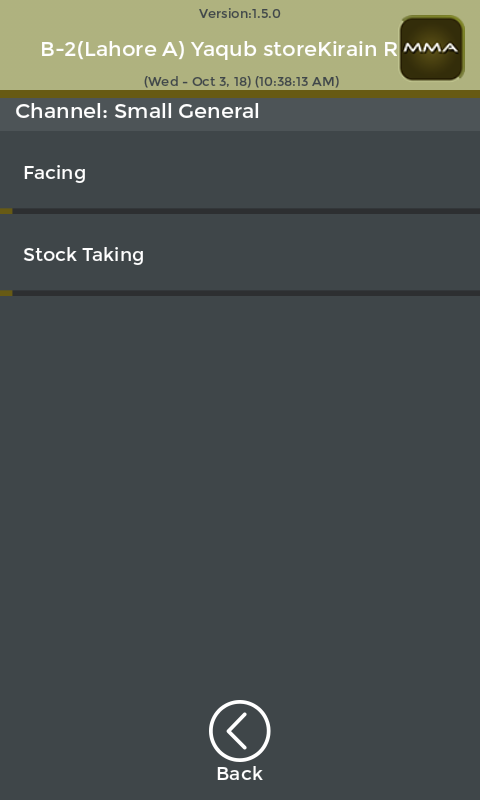 Version:1.5.0
B-2(Lahore A) Yaqub storeKirain R
MMA
(Wed - Oct 3, 18) (10:38:13 AM)
Channel: Small General
Facing
Stock Taking
Back